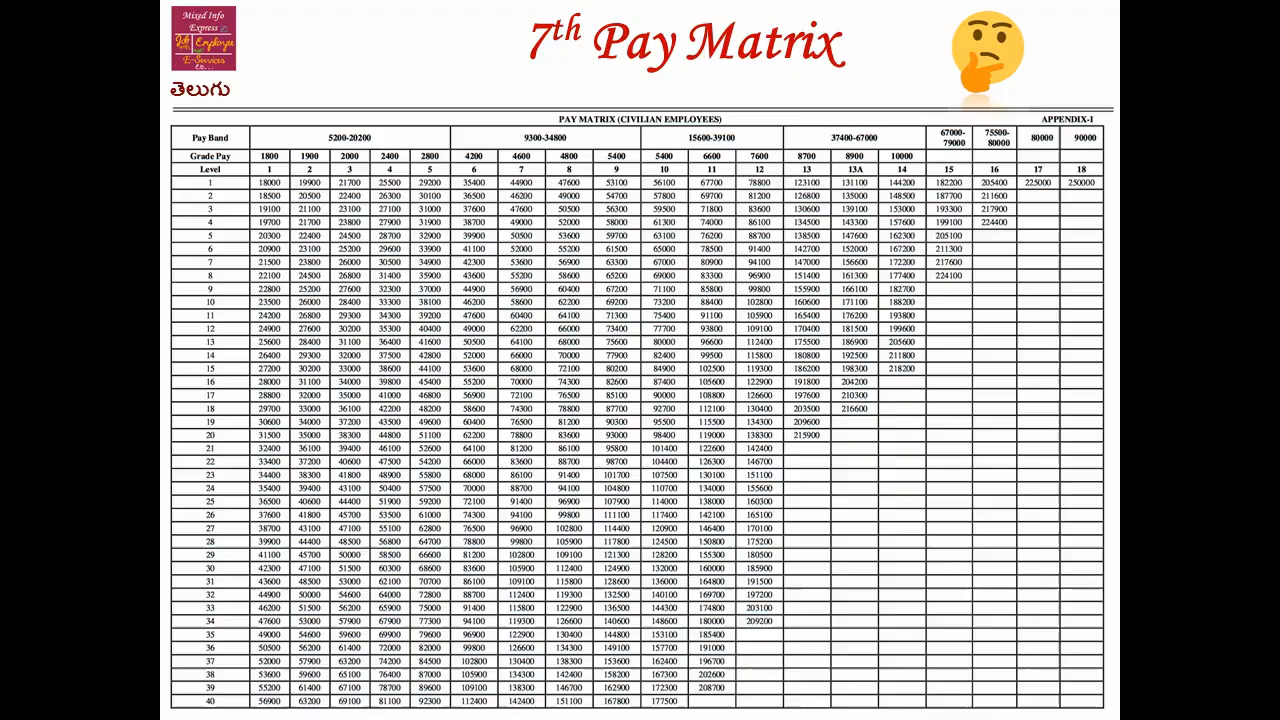 Mixed Info
Express
Job
Employee
E-Services
తెలుగు
7th Pay Matrix
PAY MATRIX (CIVILIAN EMPLOYEES) APPENDIX-I
Pay Band 5200-20200 9300-34800 15600-39100 37400-67000 67000-79000 75500-80000 80000 90000
Grade Pay 1800 1900 2000 2400 2800 4200 4600 4800 5400 5400 6600 7600 8700 8900 10000
Level 1 2 3 4 5 6 7 8 9 10 11 12 13 13A 14 15 16 17 18
1 18000 19900 21700 25500 29200 35400 44900 47600 53100 56100 67700 78800 123100 131100 144200 182200 205400 225000 250000
2 18500 20500 22400 26300 30100 36500 46200 49000 54700 57800 69700 81200 126800 135000 148500 187700 211600
3 19100 21100 23100 27100 31000 37600 47600 50500 56300 59500 71800 83600 130600 139100 153000 193300 217900
4 19700 21700 23800 27900 31900 38700 49000 52000 58000 61300 74000 86100 134500 143300 157600 199100 224400
5 20300 22400 24500 28700 32900 39900 50500 53600 59700 63100 76200 88700 138500 147600 162300 205100
6 20900 23100 25200 29600 33900 41100 52000 55200 61500 65000 78500 91400 142700 152000 167200 211300
7 21500 23800 26000 30500 34900 42300 53600 56900 63300 67000 80900 94100 147000 156600 172200 217600
8 22100 24500 26800 31400 35900 43600 55200 58600 65200 69000 83300 96900 151400 161300 177400 224100
9 22800 25200 27600 32300 37000 44900 56900 60400 67200 71100 85800 99800 155900 166100 182700
10 23500 26000 28400 33300 38100 46200 58600 62200 69200 73200 88400 102800 160600 171100 188200
11 24200 26800 29300 34300 39200 47600 60400 64100 71300 75400 91100 105900 165400 176200 193800
12 24900 27600 30200 35300 40400 49000 62200 66000 73400 77700 93800 109100 170400 181500 199600
13 25600 28400 31100 36400 41600 50500 64100 68000 75600 80000 96600 112400 175500 186900 205600
14 26400 29300 32000 37500 42800 52000 66000 70000 77900 82400 99500 115800 180800 192500 211800
15 27200 30200 33000 38600 44100 53600 68000 72100 80200 84900 102500 119300 186200 198300 218200
16 28000 31100 34000 39800 45400 55200 70000 74300 82600 87400 105600 122900 191800 204200
17 28800 32000 35000 41000 46800 56900 72100 76500 85100 90000 108800 126600 197600 210300
18 29700 33000 36100 42200 48200 58600 74300 78800 87700 92700 112100 130400 203500 216600
19 30600 34000 37200 43500 49600 60400 76500 81200 90300 95500 115500 134300 209600
20 31500 35000 38300 44800 51100 62200 78800 83600 93000 98400 119000 138300 215900
21 32400 36100 39400 46100 52600 64100 81200 86100 95800 101400 122600 142400
22 33400 37200 40600 47500 54200 66000 83600 88700 98700 104400 126300 146700
23 34400 38300 41800 48900 55800 68000 86100 91400 101700 107500 130100 151100
24 35400 39400 43100 50400 57500 70000 88700 94100 104800 110700 134000 155600
25 36500 40600 44400 51900 59200 72100 91400 96900 107900 114000 138000 160300
26 37600 41800 45700 53500 61000 74300 94100 99800 111100 117400 142100 165100
27 38700 43100 47100 55100 62800 76500 96900 102800 114400 120900 146400 170100
28 39900 44400 48500 56800 64700 78800 99800 105900 117800 124500 150800 175200
29 41100 45700 50000 58500 66600 81200 102800 109100 121300 128200 155300 180500
30 42300 47100 51500 60300 68600 83600 105900 112400 124900 132000 160000 185900
31 43600 48500 53000 62100 70700 86100 109100 115800 128600 136000 164800 191500
32 44900 50000 54600 64000 72800 88700 112400 119300 132500 140100 169700 197200
33 46200 51500 56200 65900 75000 91400 115800 122900 136500 144300 174800 203100
34 47600 53000 57900 67900 77300 94100 119300 126600 140600 148600 180000 209200
35 49000 54600 59600 69900 79600 96900 122900 130400 144800 153100 185400
36 50500 56200 61400 72000 82000 99800 126600 134300 149100 157700 191000
37 52000 57900 63200 74200 84500 102800 130400 138300 153600 162400 196700
38 53600 59600 65100 76400 87000 105900 134300 142400 158200 167300 202600
39 55200 61400 67100 78700 89600 109100 138300 146700 162900 172300 208700
40 56900 63200 69100 81100 92300 112400 142400 151100 167800 177500